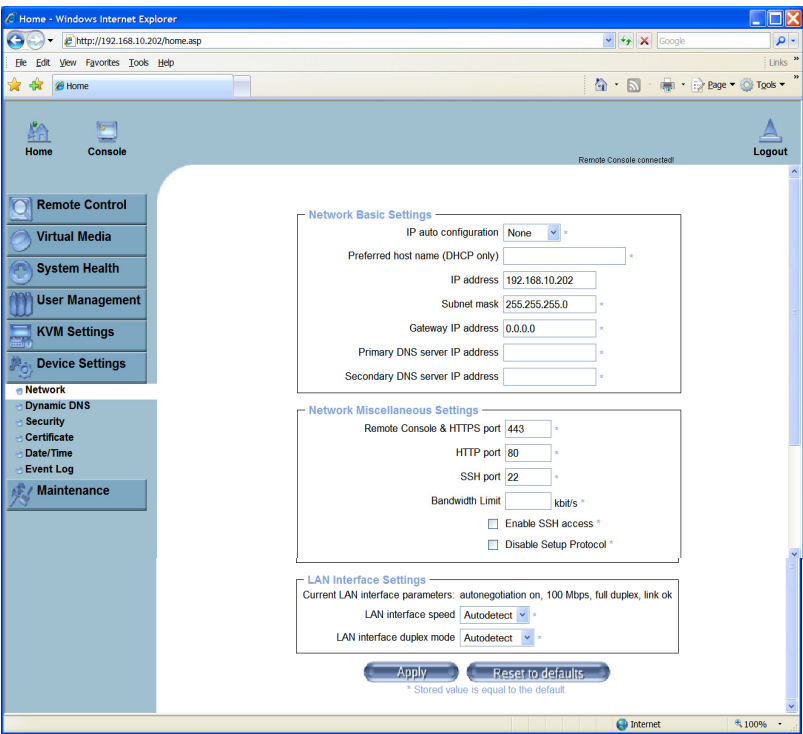 Home - Windows Internet Explorer
http://192.168.10.202/home.asp
Google
File Edit View Favorites Tools Help
Links »
Home
Page Tools »
Home Console
Remote Console connected!
Logout
Remote Control
Virtual Media
System Health
User Management
KVM Settings
Device Settings
Network
Dynamic DNS
Security
Certificate
Date/Time
Event Log
Maintenance
Network Basic Settings
IP auto configuration None *
Preferred host name (DHCP only) *
IP address 192.168.10.202
Subnet mask 255.255.255.0 *
Gateway IP address 0.0.0.0 *
Primary DNS server IP address *
Secondary DNS server IP address *
Network Miscellaneous Settings
Remote Console & HTTPS port 443 *
HTTP port 80 *
SSH port 22 *
Bandwidth Limit kbit/s *
Enable SSH access *
Disable Setup Protocol *
LAN Interface Settings
Current LAN interface parameters: autonegotiation on, 100 Mbps, full duplex, link ok
LAN interface speed Autodetect *
LAN interface duplex mode Autodetect *
Apply Reset to defaults
* Stored value is equal to the default.
Internet 100%